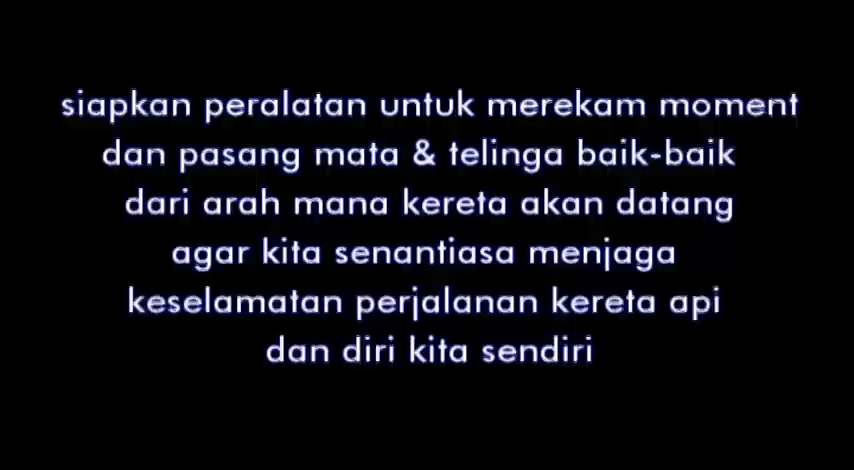 siapkan peralatan untuk merekam moment
dan pasang mata & telinga baik-baik
dari arah mana kereta akan datang
agar kita senantiasa menjaga
keselamatan perjalanan kereta api
dan diri kita sendiri